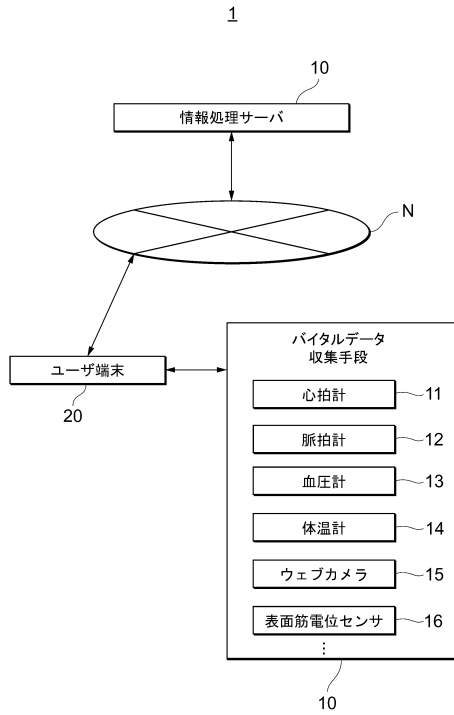 1
10
情報処理サーバ
N
バイタルデータ
収集手段
ユーザ端末
20
心拍計
11
脈拍計
12
血圧計
13
体温計
14
ウェブカメラ
15
表面筋電位センサ
16
⋮
10